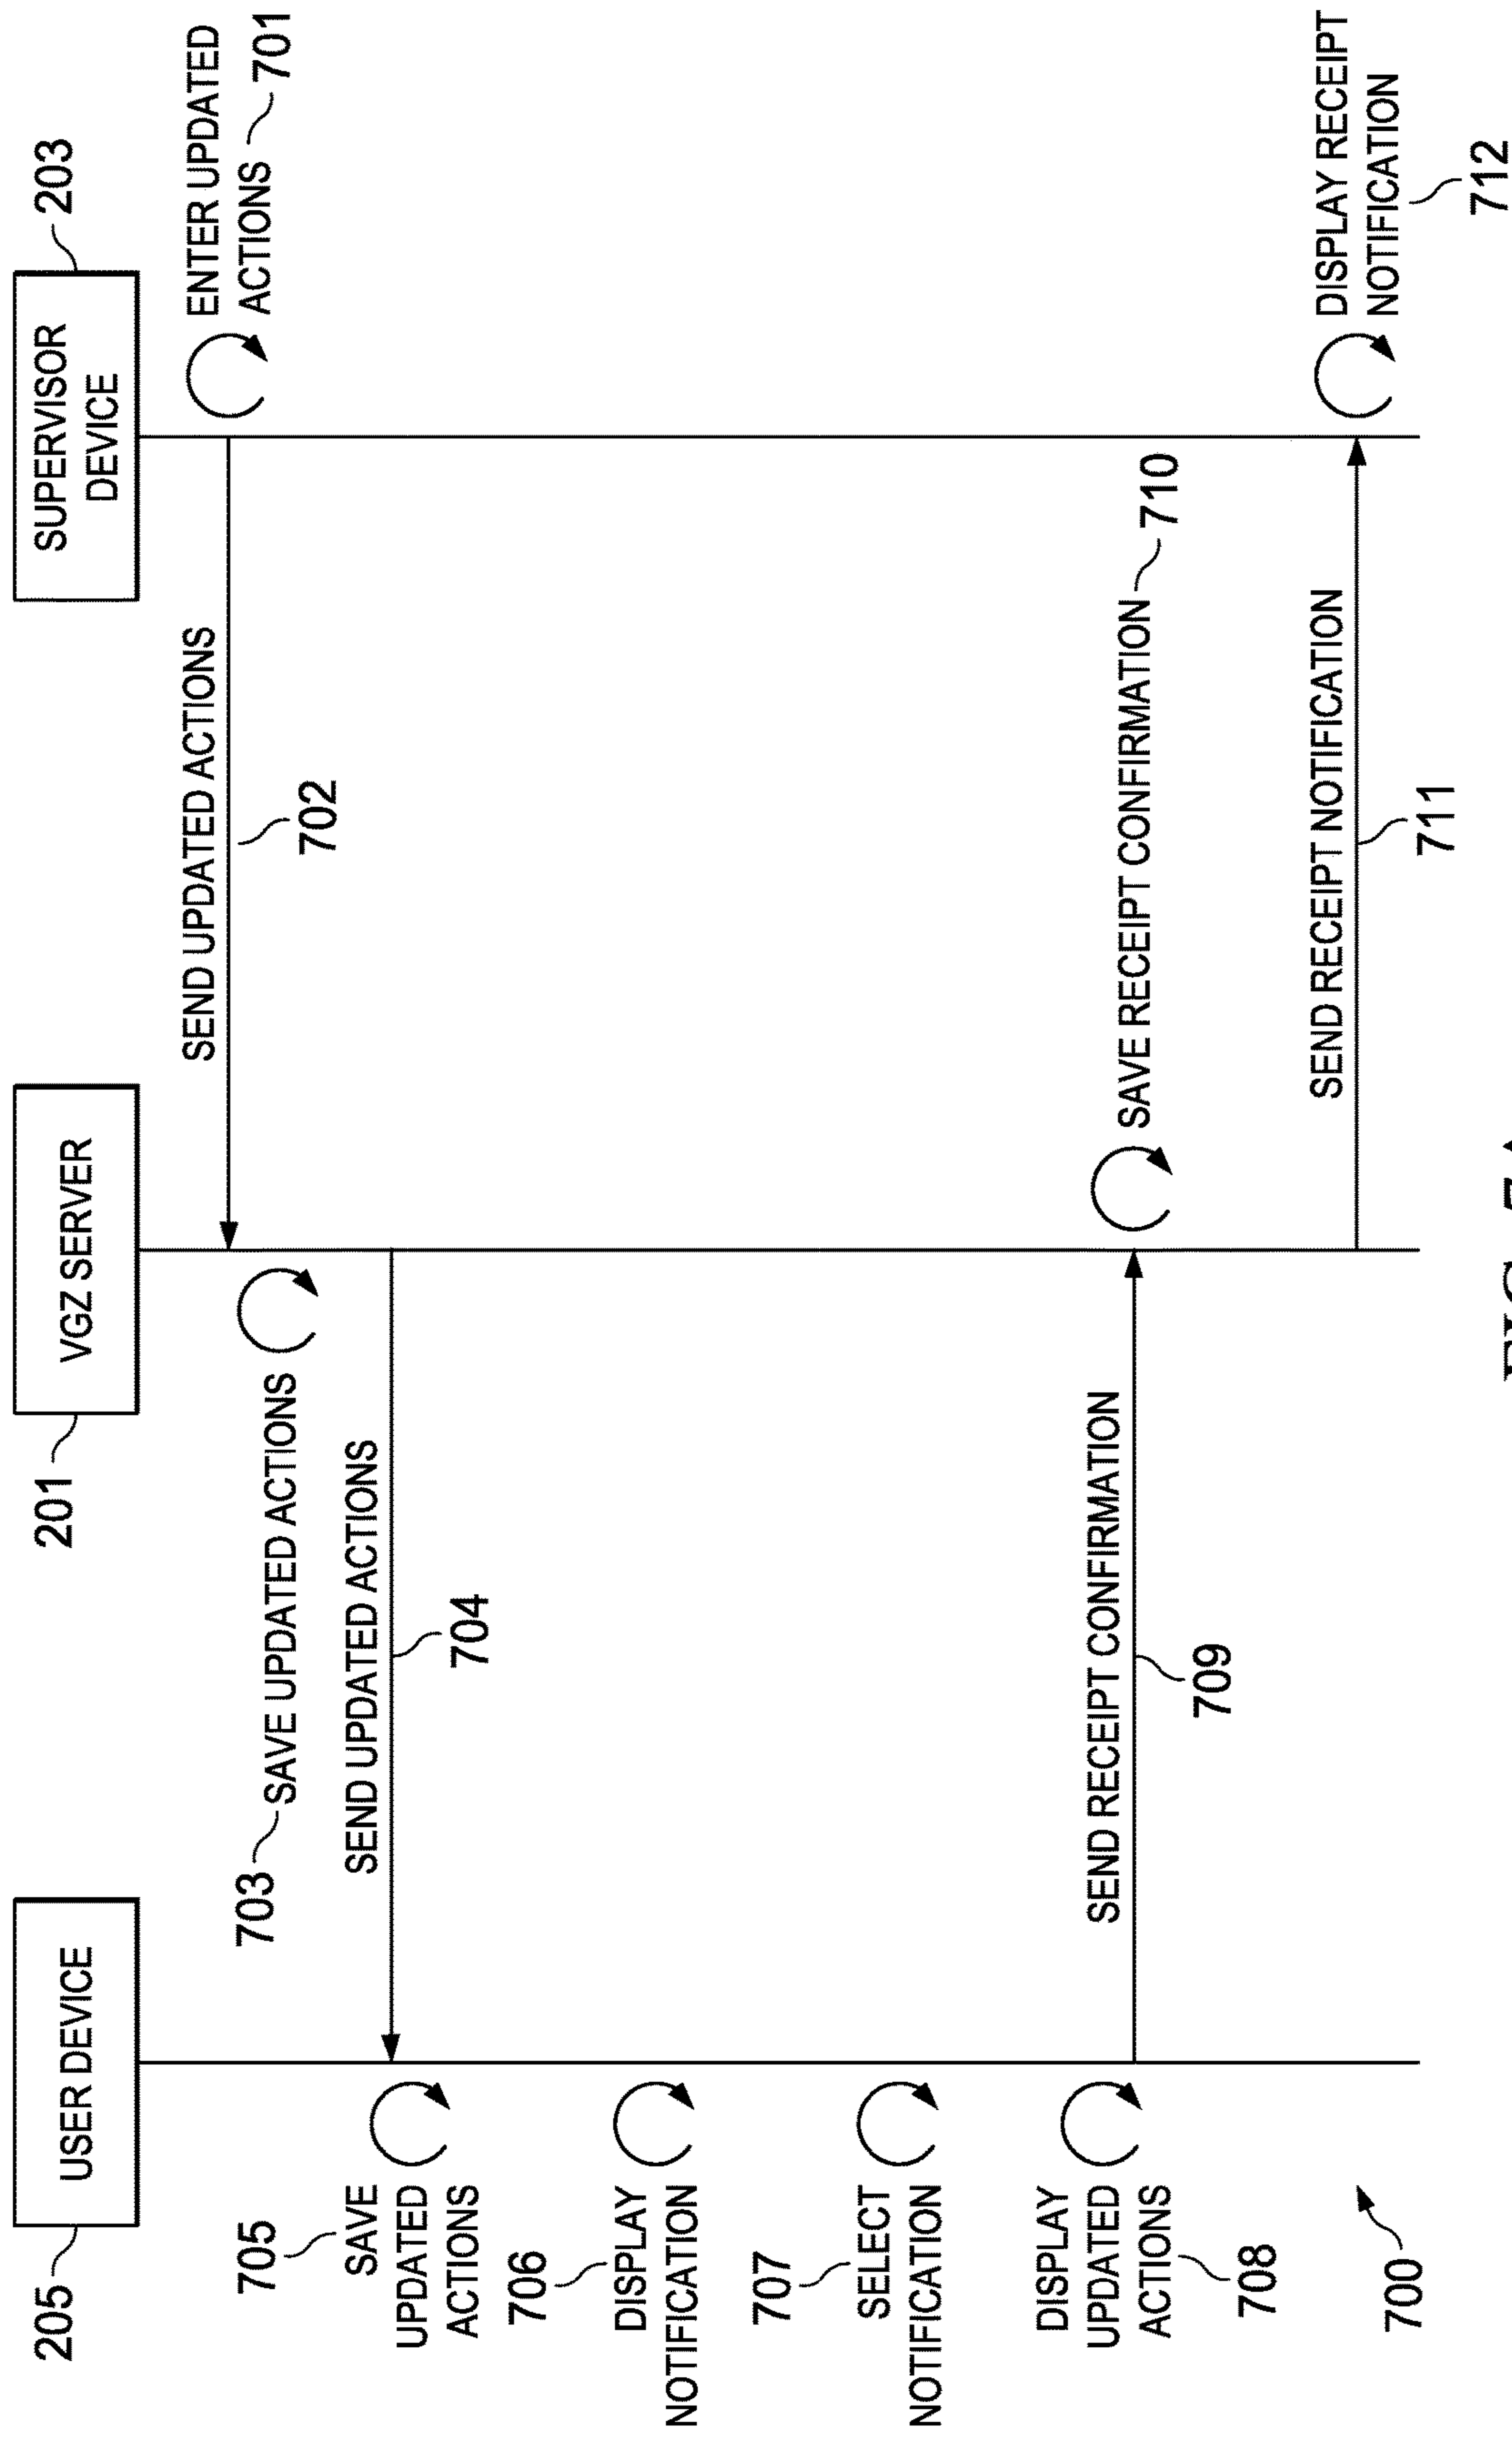 205
USER DEVICE
201
VGZ SERVER
SUPERVISOR
DEVICE
203
ENTER UPDATED
ACTIONS
701
SEND UPDATED ACTIONS
702
703
SAVE UPDATED ACTIONS
SEND UPDATED ACTIONS
704
705
SAVE
UPDATED
ACTIONS
706
DISPLAY
NOTIFICATION
707
SELECT
NOTIFICATION
DISPLAY
UPDATED
ACTIONS
708
SEND RECEIPT CONFIRMATION
709
SAVE RECEIPT CONFIRMATION
710
SEND RECEIPT NOTIFICATION
711
DISPLAY RECEIPT
NOTIFICATION
712
700